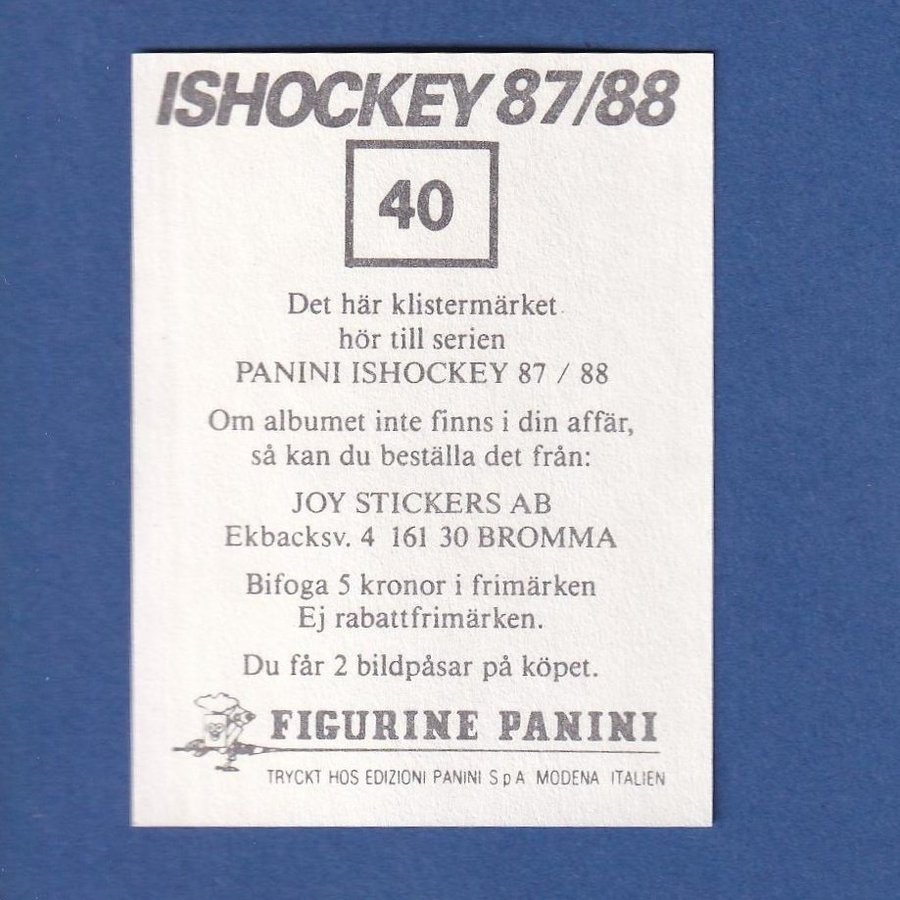 ISHOCKEY 87/88
40
Det här klistermärket
hör till serien
PANINI ISHOCKEY 87 / 88
Om albumet inte finns i din affär,
så kan du beställa det från:
JOY STICKERS AB
Ekbacksv. 4 161 30 BROMMA
Bifoga 5 kronor i frimärken
Ej rabattfrimärken.
Du får 2 bildpåsar på köpet.
FIGURINE PANINI
TRYCKT HOS EDIZIONI PANINI S p A MODENA ITALIEN